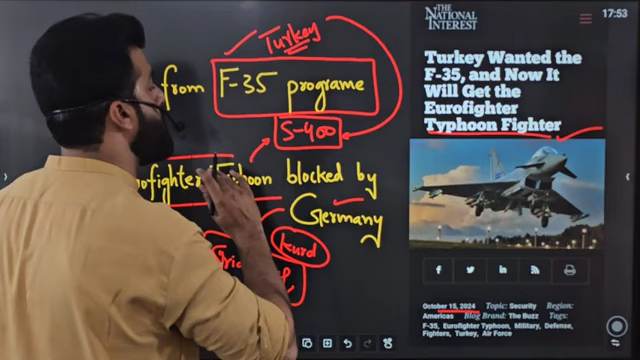 Turkey
from F-35 programe
S-400
Typhoon blocked by
Germany
Kurd
THE
NATIONAL
INTEREST
17:53
Turkey Wanted the
F-35, and Now It
Will Get the
Eurofighter
Typhoon Fighter
October 15, 2024 Topic: Security Region:
Americas Blog Brand: The Buzz Tags:
F-35, Eurofighter Typhoon, Military, Defense,
Fighters, Turkey, Air Force